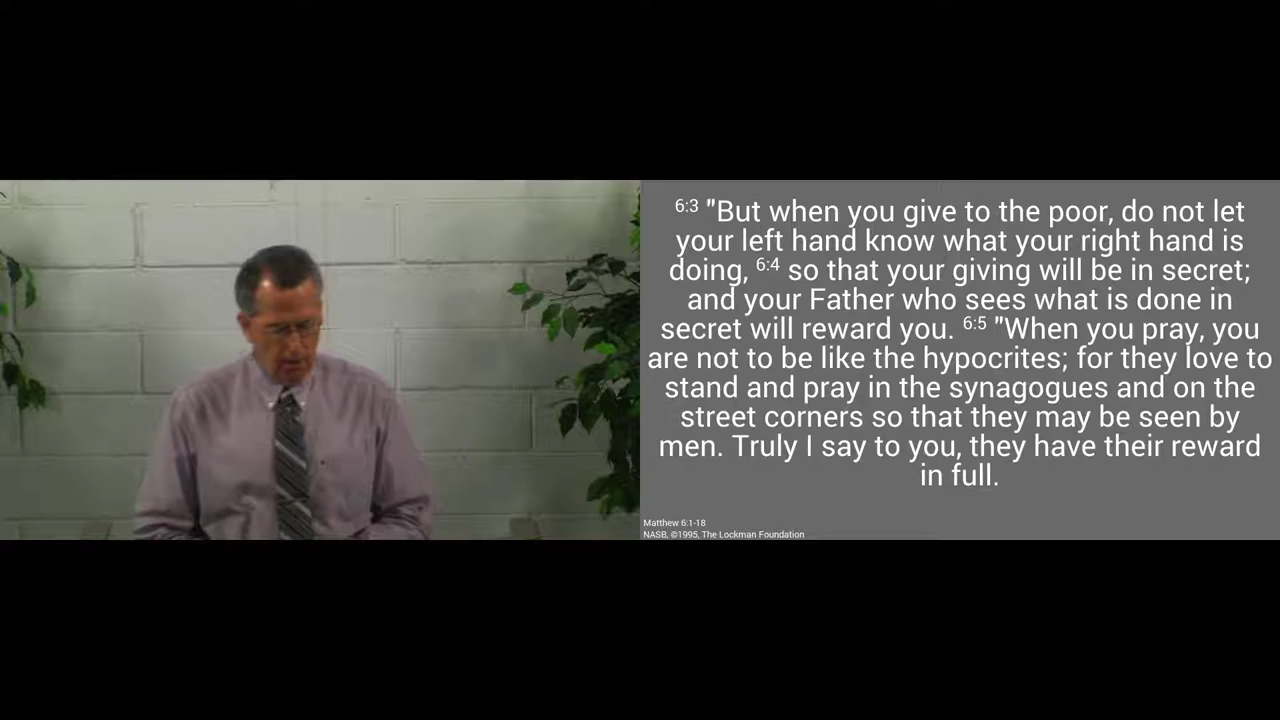 6:3 "But when you give to the poor, do not let
your left hand know what your right hand is
doing, 6:4 so that your giving will be in secret;
and your Father who sees what is done in
secret will reward you. 6:5 "When you pray, you
are not to be like the hypocrites; for they love to
stand and pray in the synagogues and on the
street corners so that they may be seen by
men. Truly I say to you, they have their reward
in full.
Matthew 6:1-18
NASB, ©1995, The Lockman Foundation